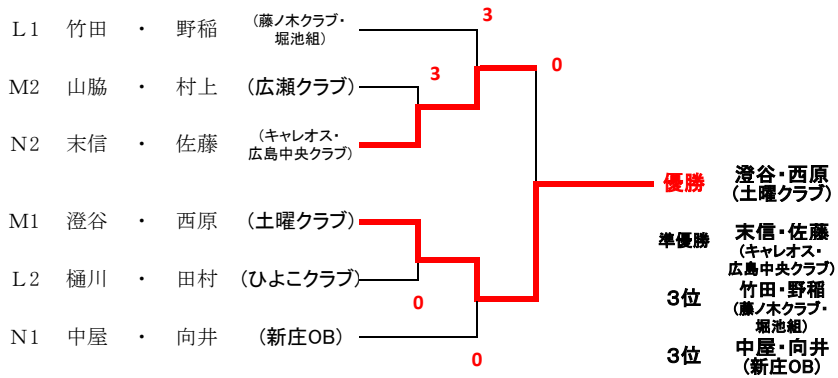 3
L1 竹田 ・ 野稲 (藤ノ木クラブ・
堀池組)
0
3
M2 山脇 ・ 村上 (広瀬クラブ)
N2 末信 ・ 佐藤 (キャレオス・
広島中央クラブ)
優勝 澄谷・西原
(土曜クラブ)
M1 澄谷 ・ 西原 (土曜クラブ)
準優勝 末信・佐藤
(キャレオス・
広島中央クラブ)
L2 樋川 ・ 田村 (ひよこクラブ)
0
3位 竹田・野稲
(藤ノ木クラブ・
堀池組)
N1 中屋 ・ 向井 (新庄OB)
0
3位 中屋・向井
(新庄OB)